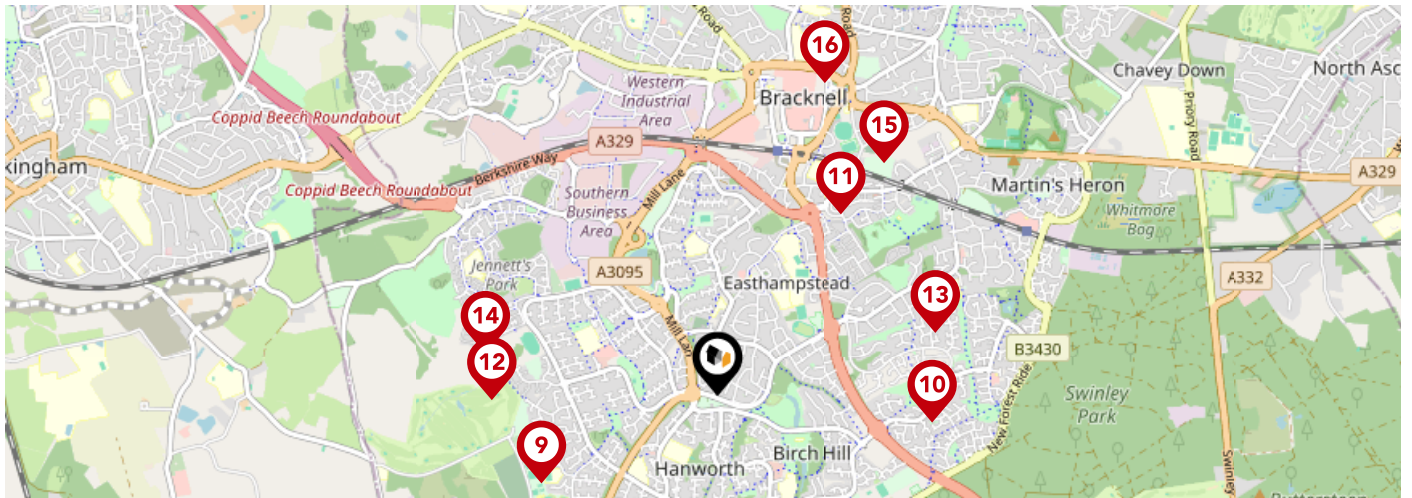 Road
Road
16
Chavey Down
North Asc
Western
Industrial
Area
Bracknell
Coppid Beech Roundabout
15
Priory Road
A329
kingham
Berkshire Way
11
A329
Coppid Beech Roundabout
Mill Lane
Martin's Heron
Southern
Business
Area
Whitmore
Bog
Jennett's
Park
A3095
A332
Easthampstead
13
14
Mill Lan
B3430
12
10
Swinley
Park
New Forest Ride
9
Birch Hill
Hanworth
Swinley